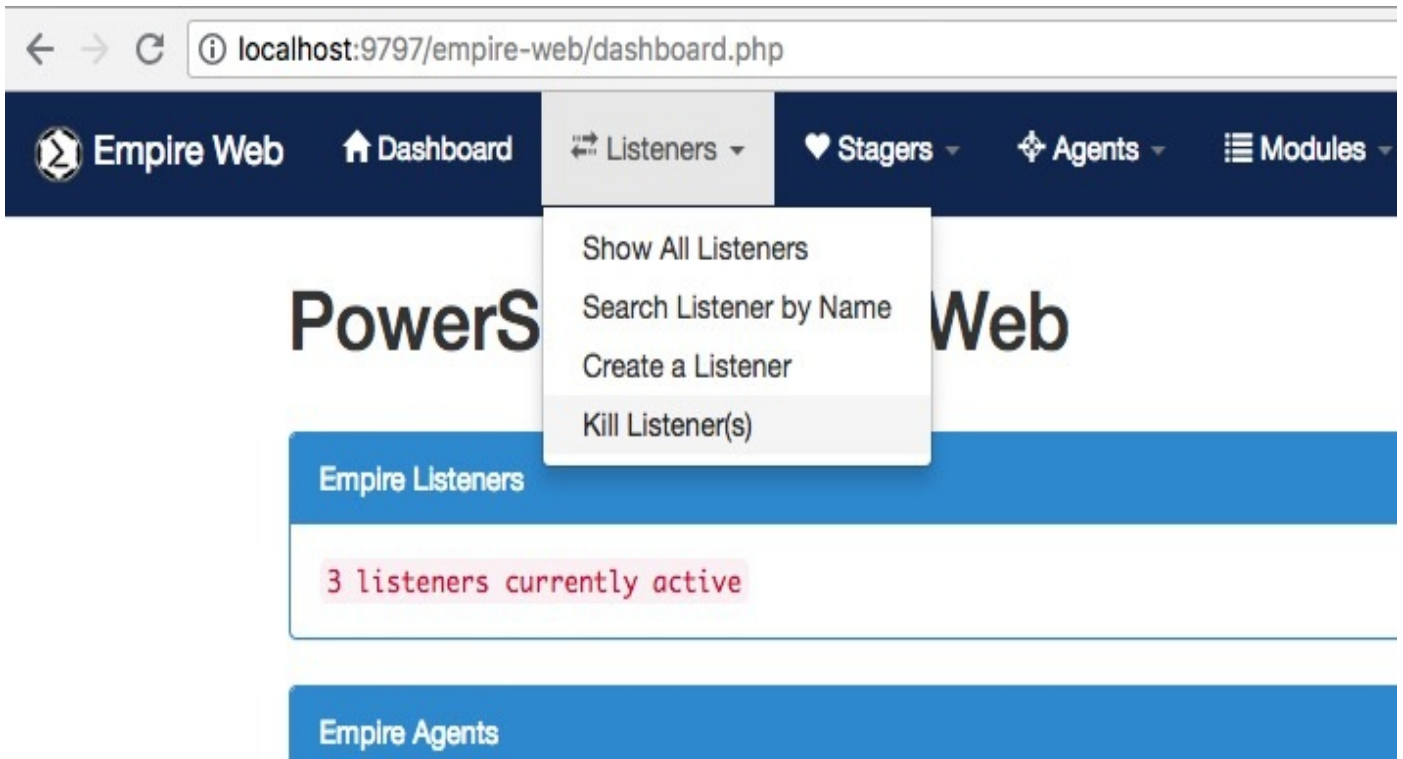 localhost:9797/empire-web/dashboard.php
Empire Web Dashboard Listeners Stagers Agents Modules
Show All Listeners
Search Listener by Name
Create a Listener
Kill Listener(s)
PowerS Web
Empire Listeners
3 listeners currently active
Empire Agents